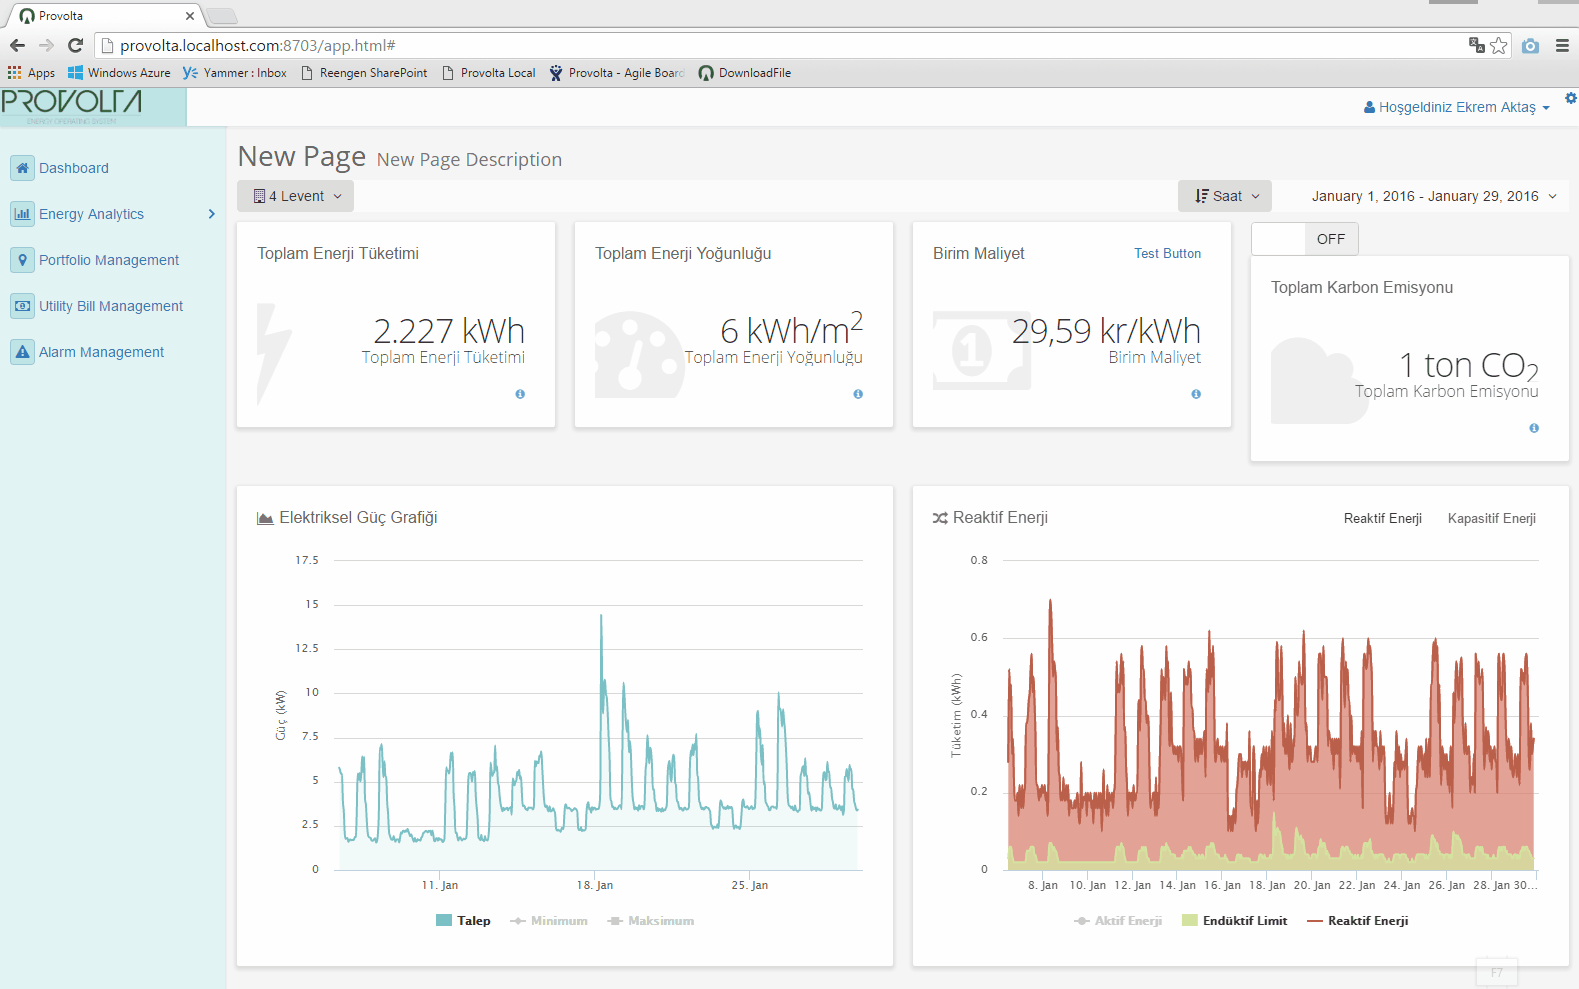 Provolta
provolta.localhost.com:8703/app.html#
Apps Windows Azure Yammer : Inbox Reengen SharePoint Provolta Local Provolta - Agile Board DownloadFile
PROVOLTA
ENERGY OPERATING SYSTEM
Hoşgeldiniz Ekrem Aktaş
Dashboard
Energy Analytics
Portfolio Management
Utility Bill Management
Alarm Management
New Page New Page Description
4 Levent
Saat
January 1, 2016 - January 29, 2016
Toplam Enerji Tüketimi
2.227 kWh
Toplam Enerji Tüketimi
Toplam Enerji Yoğunluğu
6 kWh/m2
Toplam Enerji Yoğunluğu
Birim Maliyet
Test Button
1
29,59 kr/kWh
Birim Maliyet
OFF
Toplam Karbon Emisyonu
1 ton CO2
Toplam Karbon Emisyonu
Elektriksel Güç Grafiği
17.5
15
12.5
10
7.5
5
2.5
0
Güç (kW)
11. Jan 18. Jan 25. Jan
Talep Minimum Maksimum
Reaktif Enerji
Reaktif Enerji Kapasitif Enerji
0.8
0.6
0.4
0.2
0
Tüketim (kWh)
8. Jan 10. Jan 12. Jan 14. Jan 16. Jan 18. Jan 20. Jan 22. Jan 24. Jan 26. Jan 28. Jan 30...
Aktif Enerji Endüktif Limit Reaktif Enerji
F7